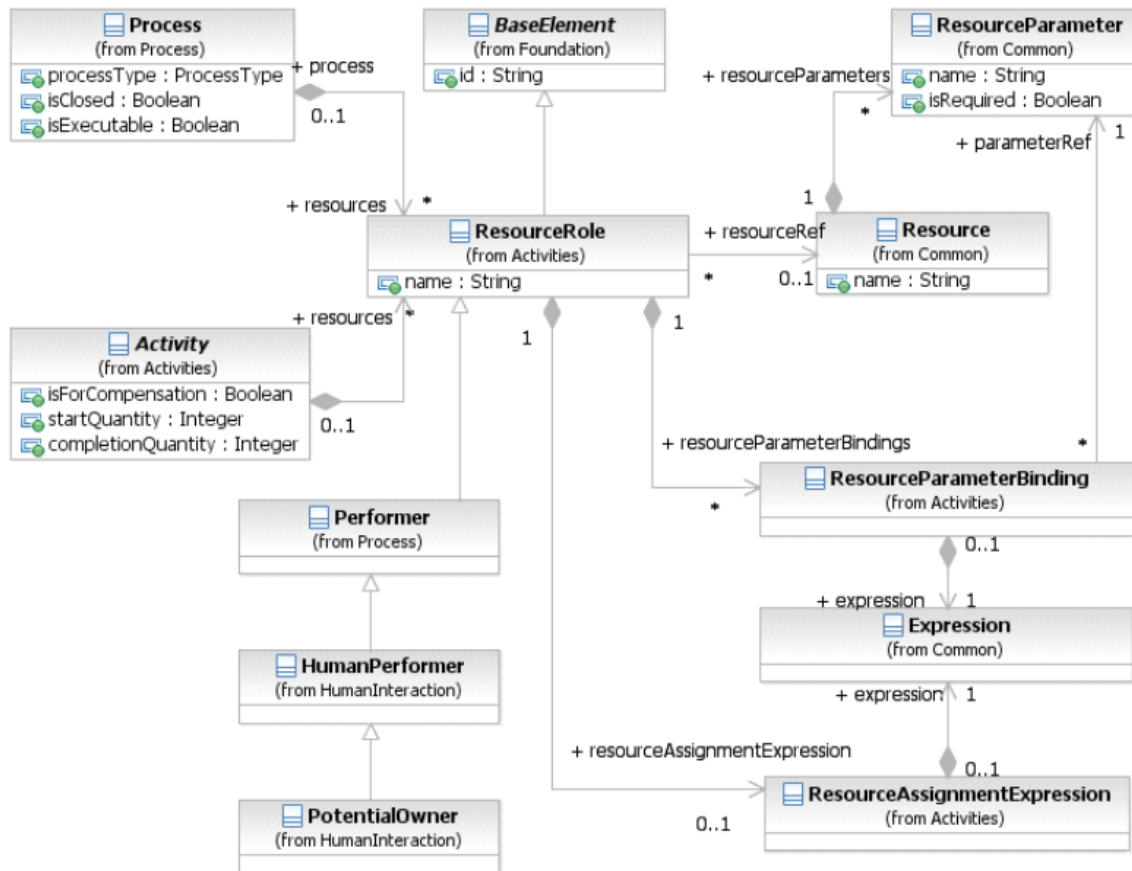 Process
(from Process)
processType : ProcessType
isClosed : Boolean
isExecutable : Boolean
+ process
0..1
BaseElement
(from Foundation)
id : String
ResourceParameter
(from Common)
name : String
isRequired : Boolean
+ resourceParameters
*
+ parameterRef
1
+ resources
*
ResourceRole
(from Activities)
name : String
+ resourceRef
*
0..1
1
Resource
(from Common)
name : String
+ resources
*
1
1
Activity
(from Activities)
isForCompensation : Boolean
startQuantity : Integer
completionQuantity : Integer
0..1
+ resourceParameterBindings
*
*
ResourceParameterBinding
(from Activities)
0..1
Performer
(from Process)
+ expression
1
Expression
(from Common)
HumanPerformer
(from HumanInteraction)
+ expression
1
+ resourceAssignmentExpression
0..1
0..1
ResourceAssignmentExpression
(from Activities)
PotentialOwner
(from HumanInteraction)